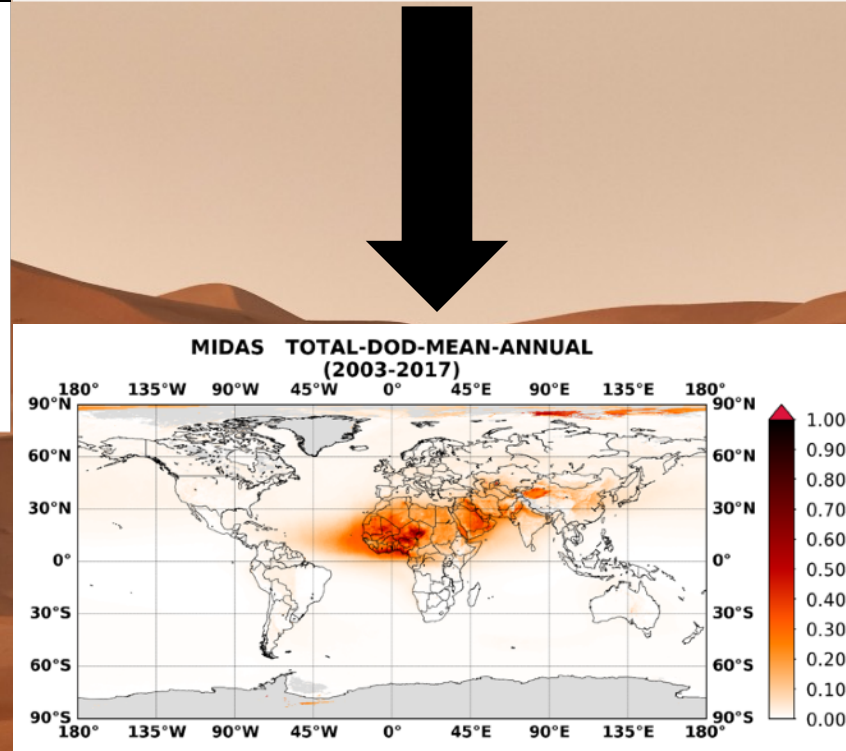 MIDAS TOTAL-DOD-MEAN-ANNUAL
(2003-2017)
180° 135°W 90°W 45°W 0° 45°E 90°E 135°E 180°
90°N 90°N
60°N 60°N
30°N 30°N
0° 0°
30°S 30°S
60°S 60°S
90°S 90°S
180° 135°W 90°W 45°W 0° 45°E 90°E 135°E 180°
1.00
0.90
0.80
0.70
0.60
0.50
0.40
0.30
0.20
0.10
0.00